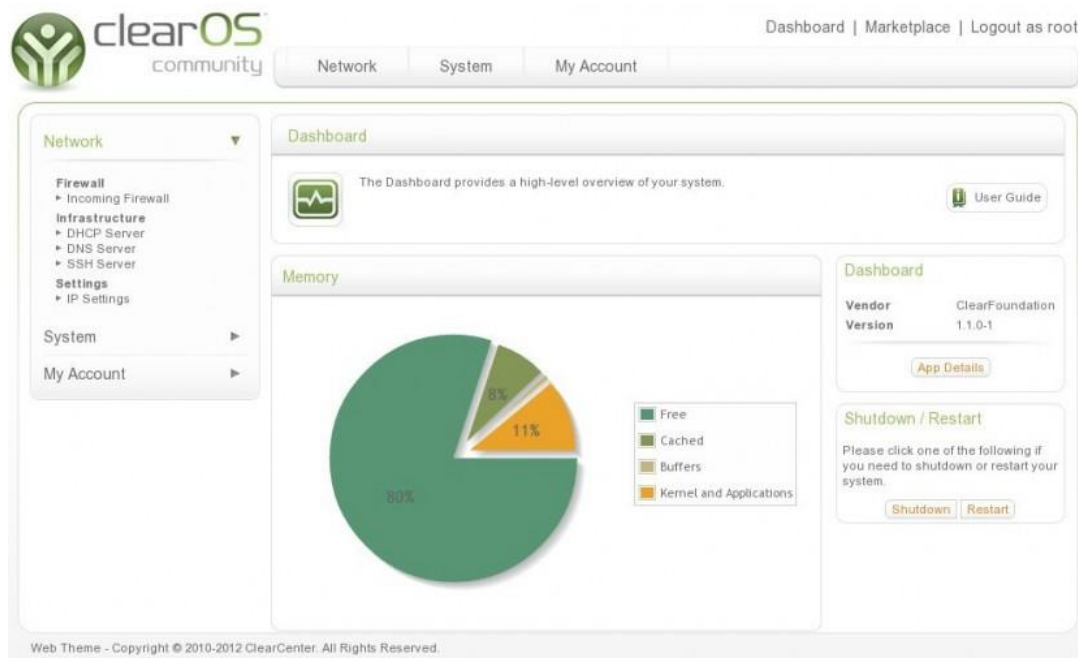 clearOS
community
Dashboard | Marketplace | Logout as root
Network System My Account
Network
Firewall
Incoming Firewall
Infrastructure
DHCP Server
DNS Server
SSH Server
Settings
IP Settings
System
My Account
Dashboard
The Dashboard provides a high-level overview of your system.
User Guide
Memory
8%
11%
80%
Free
Cached
Buffers
Kernel and Applications
Dashboard
Vendor ClearFoundation
Version 1.1.0-1
App Details
Shutdown / Restart
Please click one of the following if
you need to shutdown or restart your
system.
Shutdown Restart
Web Theme - Copyright © 2010-2012 ClearCenter. All Rights Reserved.